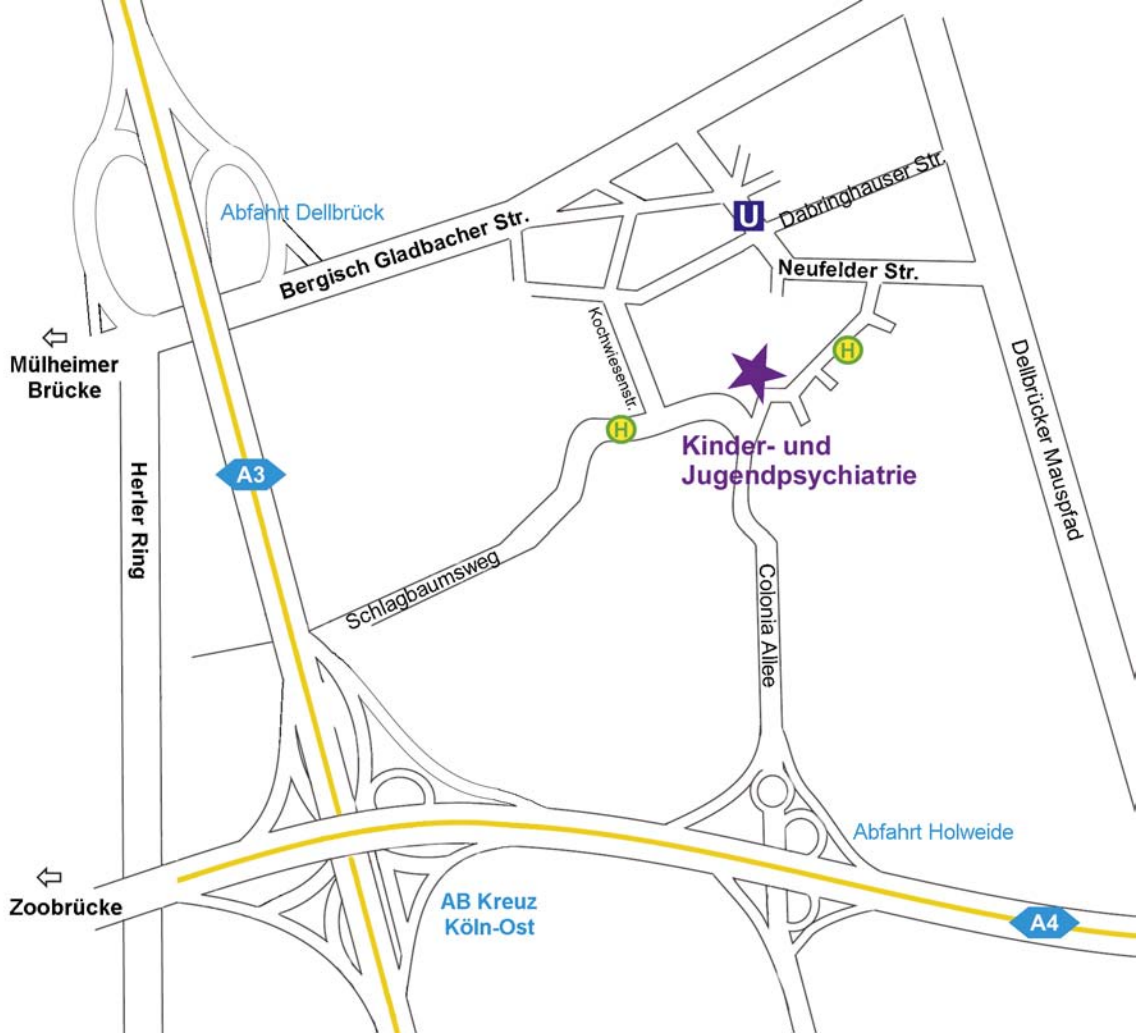 Abfahrt Dellbrück
Bergisch Gladbacher Str.
U
Dabringhauser Str.
Neufelder Str.
Mülheimer
Brücke
Kochwiesenstr.
H
H
Dellbrücker Mauspfad
Kinder- und
Jugendpsychiatrie
A3
Herler Ring
Schlagbaumsweg
Colonia Allee
Abfahrt Holweide
Zoobrücke
AB Kreuz
Köln-Ost
A4